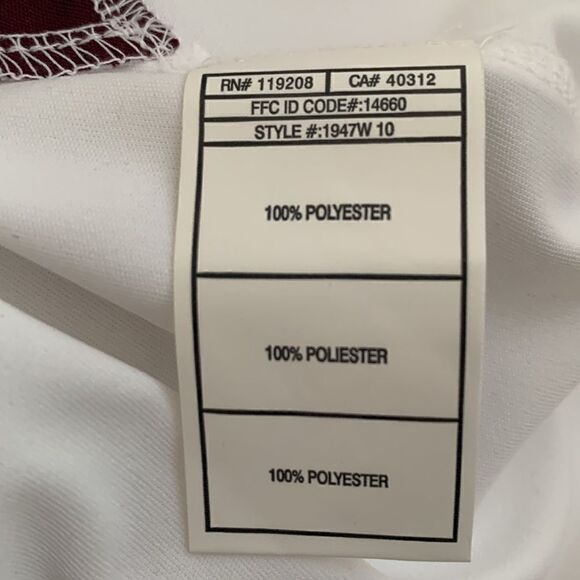 RN# 119208 CA# 40312
FFC ID CODE#:14660
STYLE #:1947W 10
100% POLYESTER
100% POLIESTER
100% POLYESTER